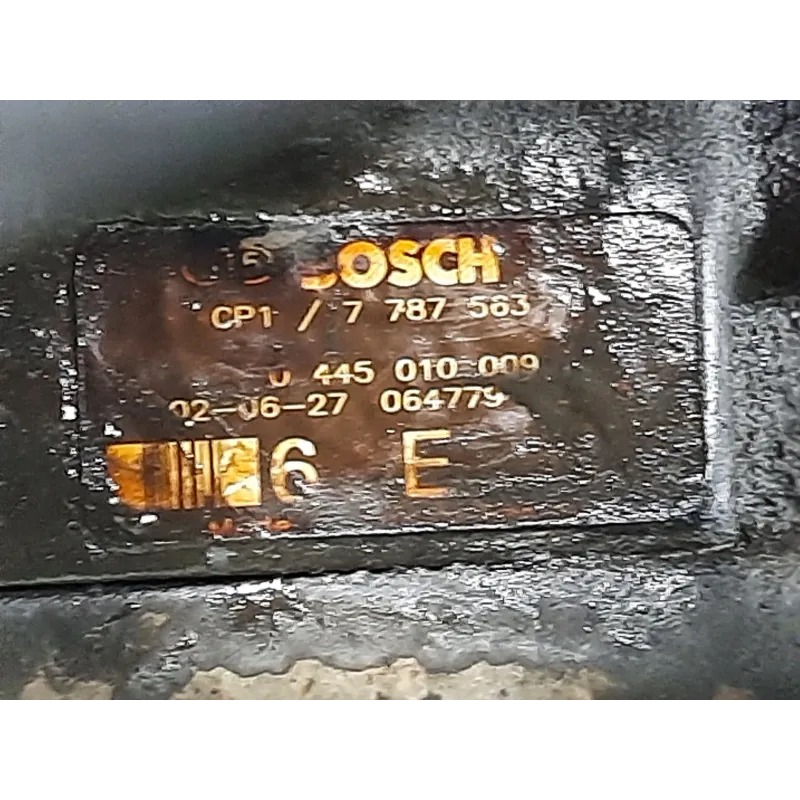 BOSCH
CP1 / 7 787 563
0 445 010 009
02-06-27 064779
6 E